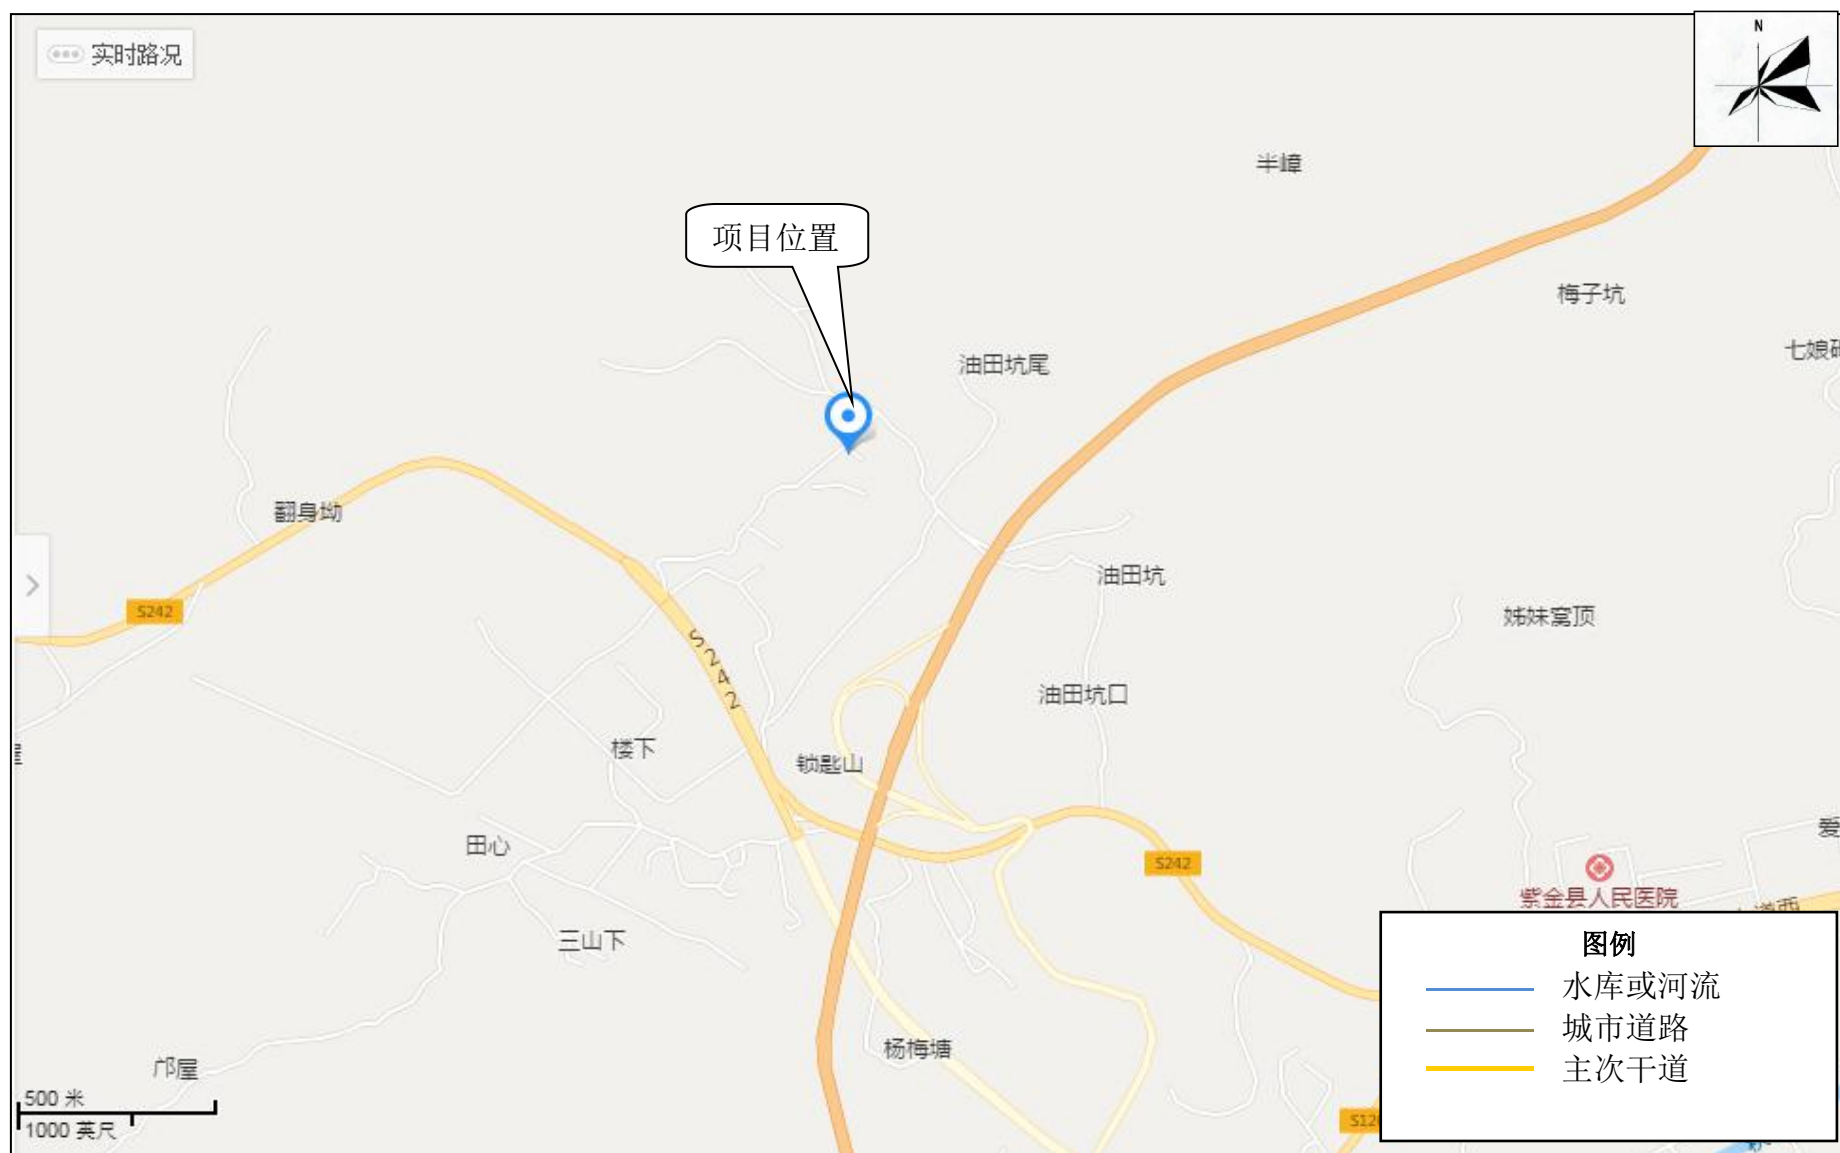 实时路况
N
半嶂
项目位置
梅子坑
七娘
油田坑尾
翻身坳
油田坑
S242
姊妹窝顶
S242
油田坑口
楼下
锁匙山
爱
田心
S242
紫金县人民医院
道西
三山下
图例
水库或河流
城市道路
主次干道
杨梅塘
邝屋
500 米
1000 英尺
S120